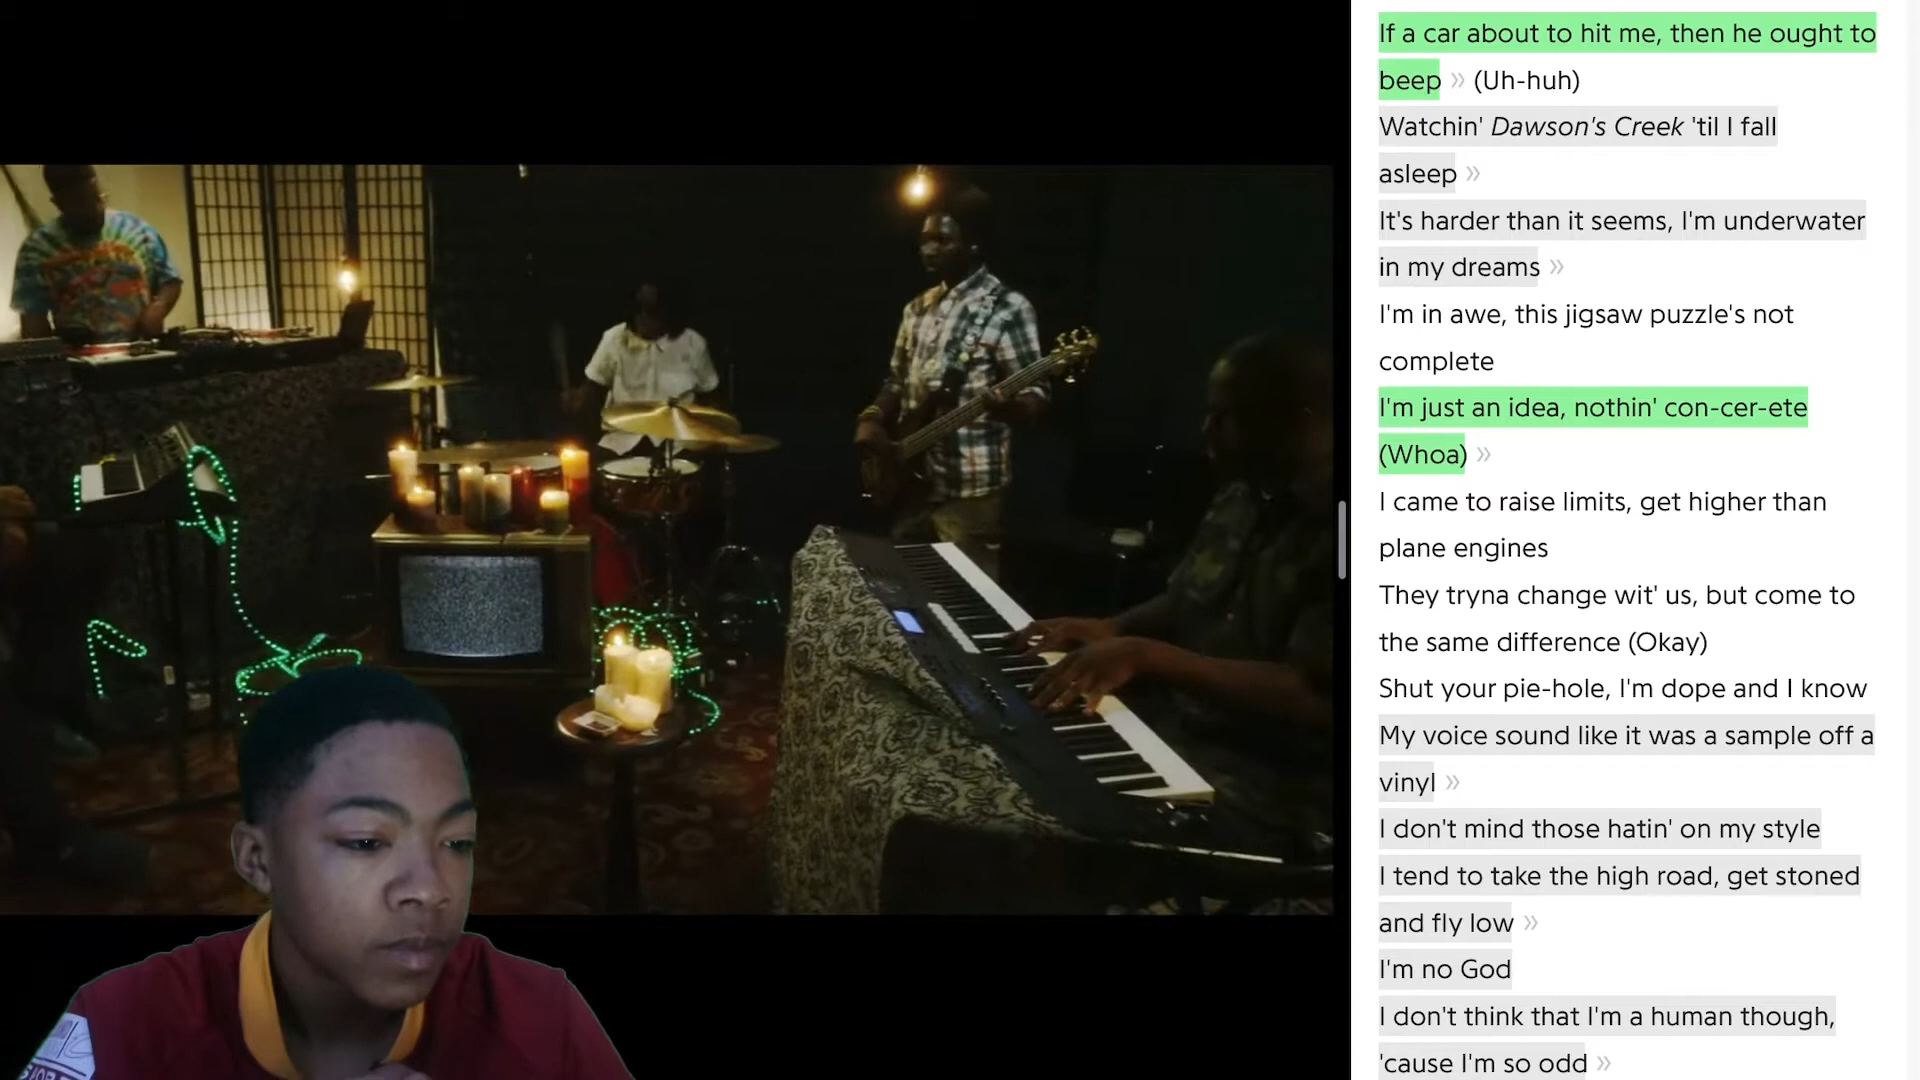 If a car about to hit me, then he ought to
beep » (Uh-huh)
Watchin' Dawson's Creek 'til I fall
asleep »
It's harder than it seems, I'm underwater
in my dreams »
I'm in awe, this jigsaw puzzle's not
complete
I'm just an idea, nothin' con-cer-ete
(Whoa) »
I came to raise limits, get higher than
plane engines
They tryna change wit' us, but come to
the same difference (Okay)
Shut your pie-hole, I'm dope and I know
My voice sound like it was a sample off a
vinyl »
I don't mind those hatin' on my style
I tend to take the high road, get stoned
and fly low »
I'm no God
I don't think that I'm a human though,
'cause I'm so odd »